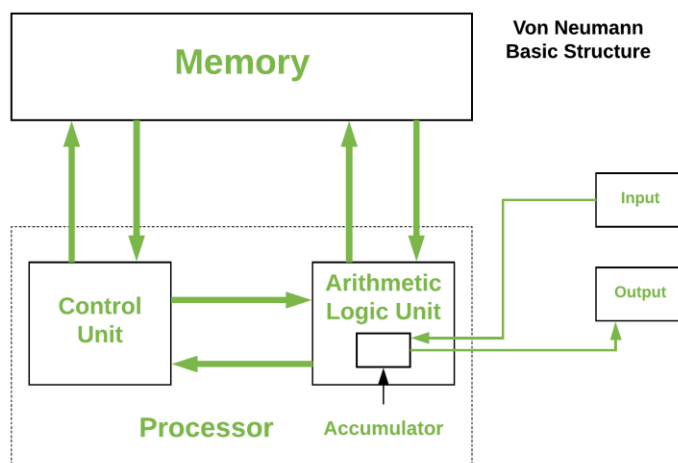 Von Neumann
Basic Structure
Memory
Input
Output
Control
Unit
Arithmetic
Logic Unit
Processor
Accumulator